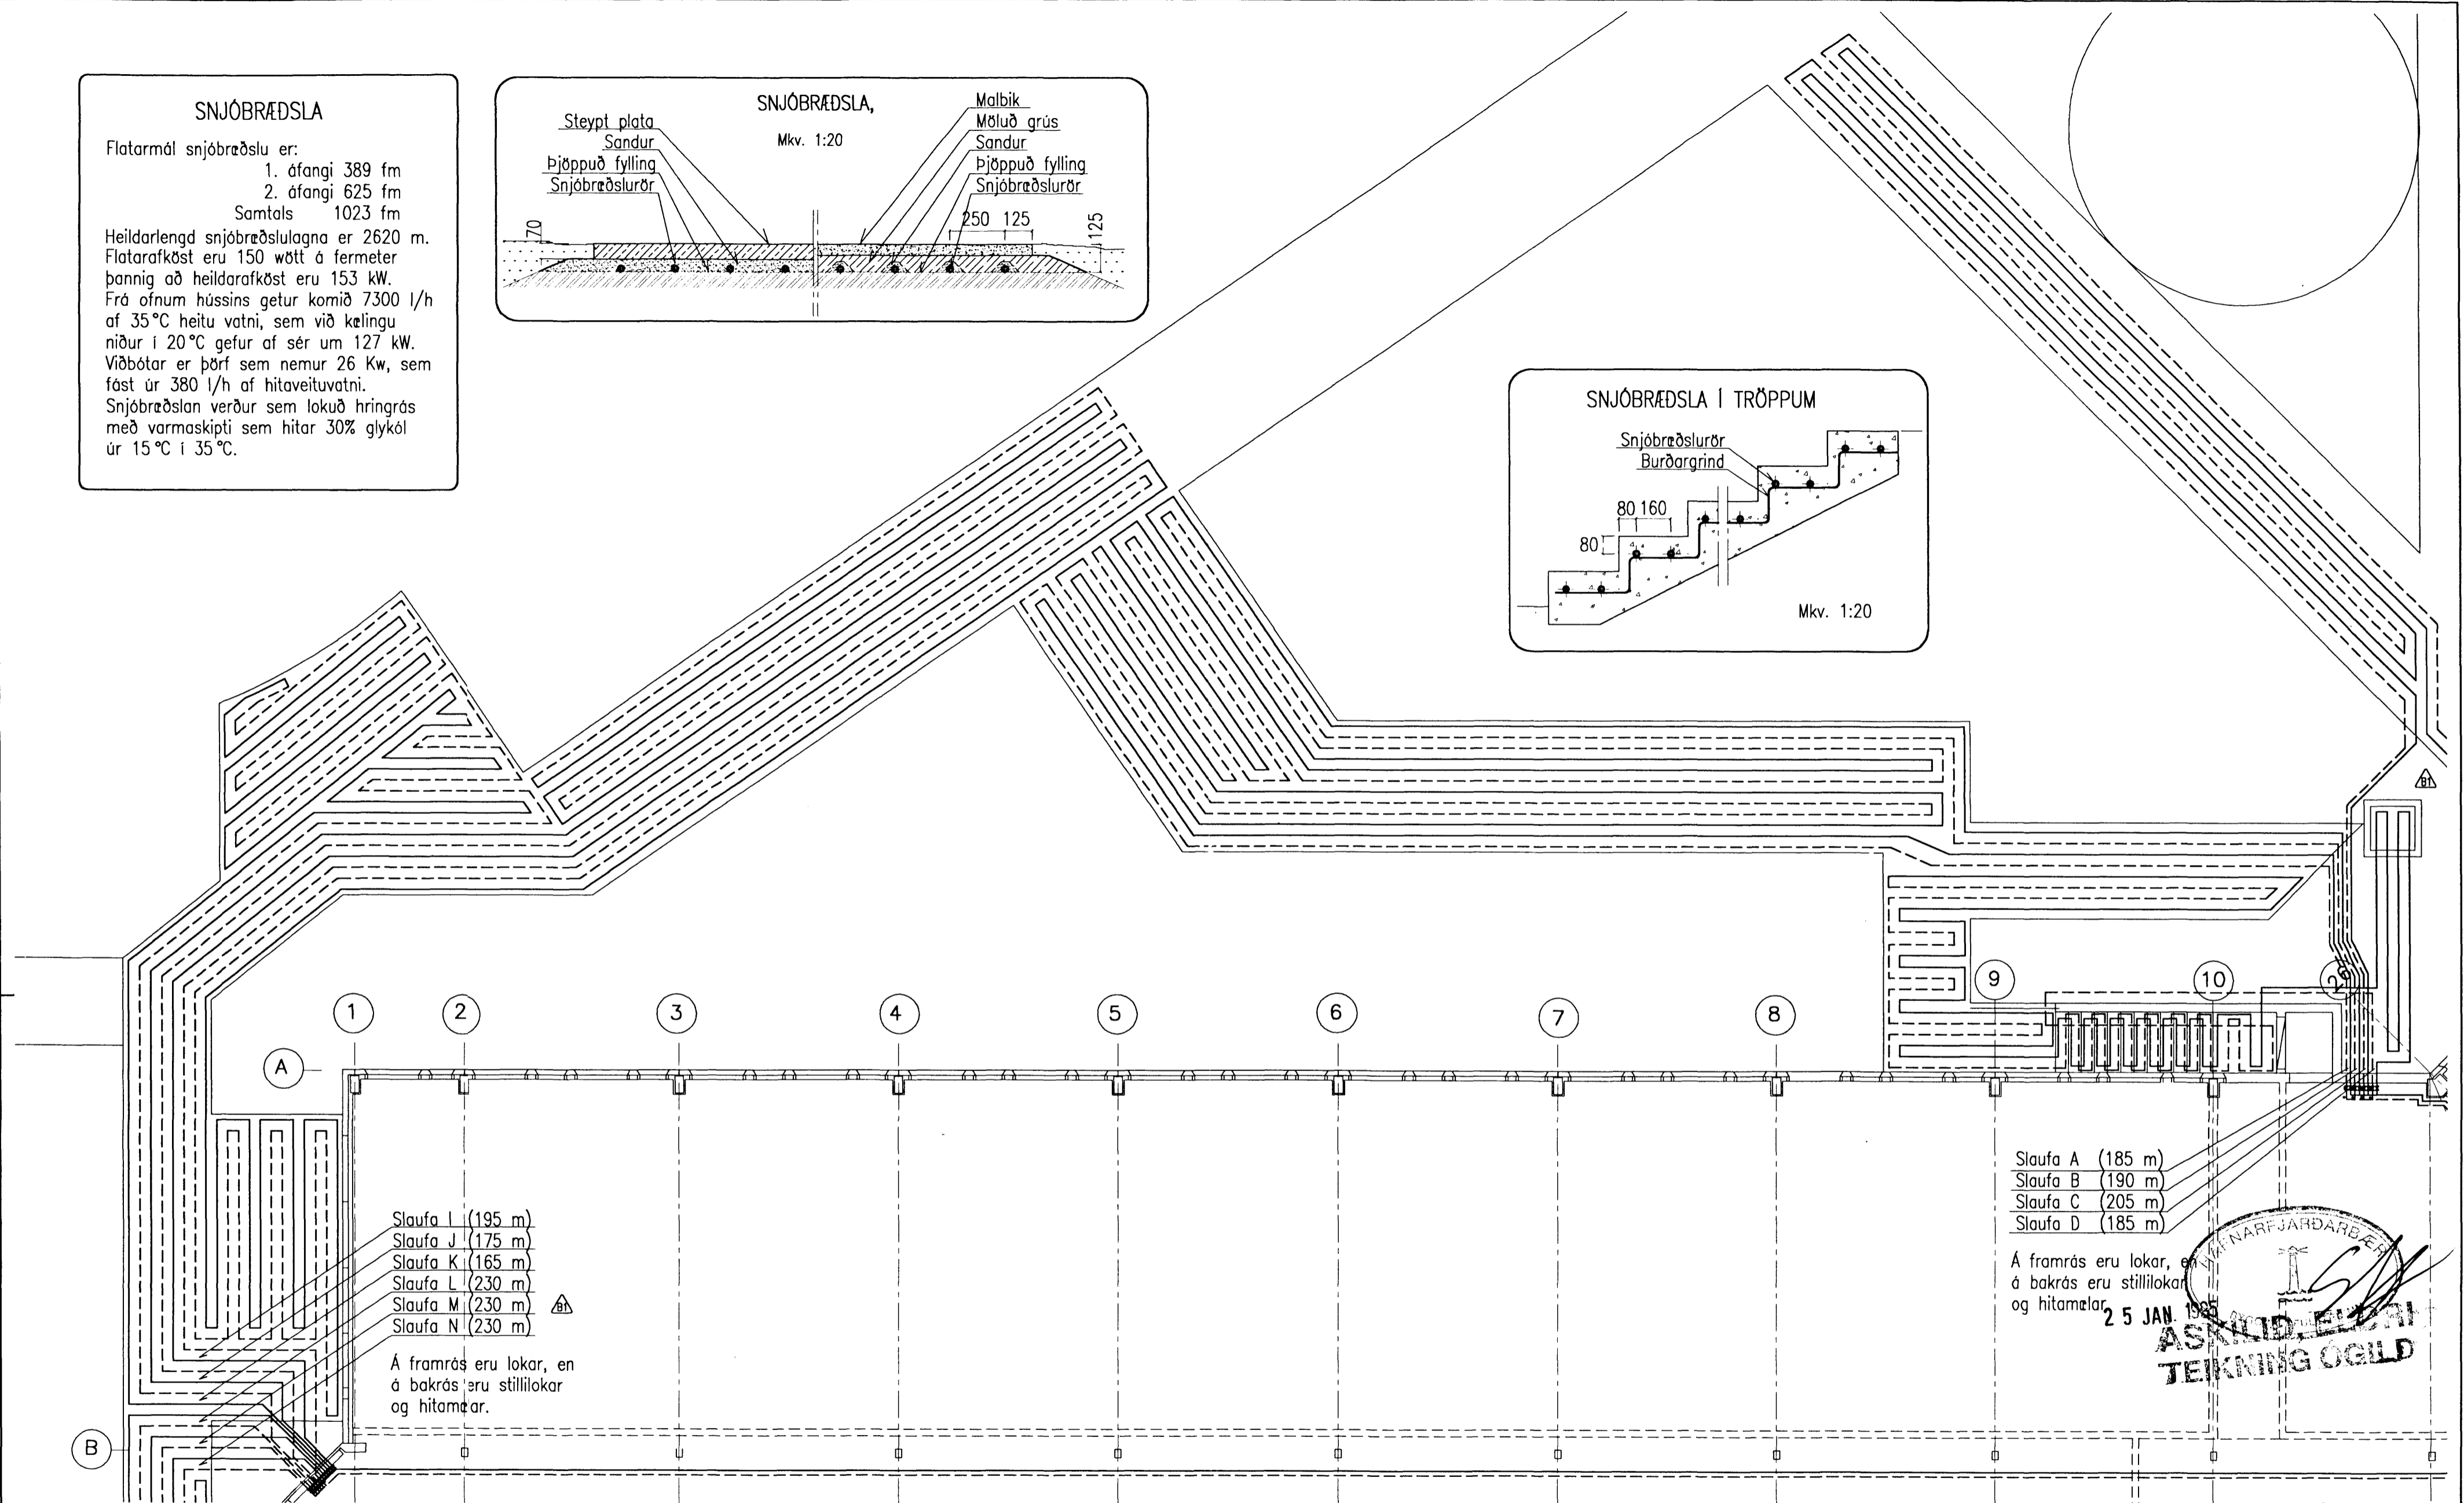 SNJÓBRÆÐSLA
Flatarmál snjóbræðslu er:
1. áfangi 389 fm
2. áfangi 625 fm
Samtals 1023 fm
Heildarlengd snjóbræðslulagna er 2620 m.
Flatarafköst eru 150 wött á fermeter
þannig að heildarafköst eru 153 kW.
Frá ofnum hússins getur komið 7300 l/h
af 35°C heitu vatni, sem við kælingu
niður í 20°C gefur af sér um 127 kW.
Viðbótar er þörf sem nemur 26 Kw, sem
fást úr 380 l/h af hitaveituvatni.
Snjóbræðslan verður sem lokuð hringrás
með varmaskipti sem hitar 30% glykól
úr 15°C í 35°C.
SNJÓBRÆÐSLA,
Mkv. 1:20
Steypt plata
Sandur
Þjöppuð fylling
Snjóbræðslurör
Malbik
Möluð grús
Sandur
Þjöppuð fylling
Snjóbræðslurör
70
250 125
125
SNJÓBRÆÐSLA Í TRÖPPUM
Snjóbræðslurör
Burðargrind
80 160
80
Mkv. 1:20
B1
1
2
3
4
5
6
7
8
9
10
26
A
B
Slaufa I (195 m)
Slaufa J (175 m)
Slaufa K (165 m)
Slaufa L (230 m)
Slaufa M (230 m)
Slaufa N (230 m)
B1
Á framrás eru lokar, en
á bakrás eru stillilokar
og hitamælar.
Slaufa A (185 m)
Slaufa B (190 m)
Slaufa C (205 m)
Slaufa D (185 m)
Á framrás eru lokar, en
á bakrás eru stillilokar
og hitamælar
HAFNARFJARÐARBÆR
25 JAN. 1985
ÁSKILIÐ, ELDRI
TEIKNING ÓGILD